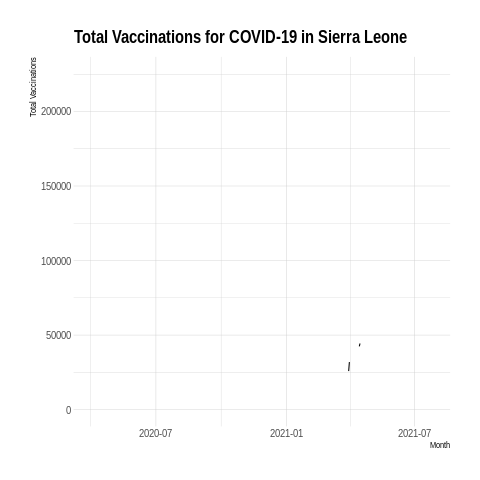 Total Vaccinations for COVID-19 in Sierra Leone
Total Vaccinations
200000
150000
100000
50000
0
2020-07 2021-01 2021-07
Month